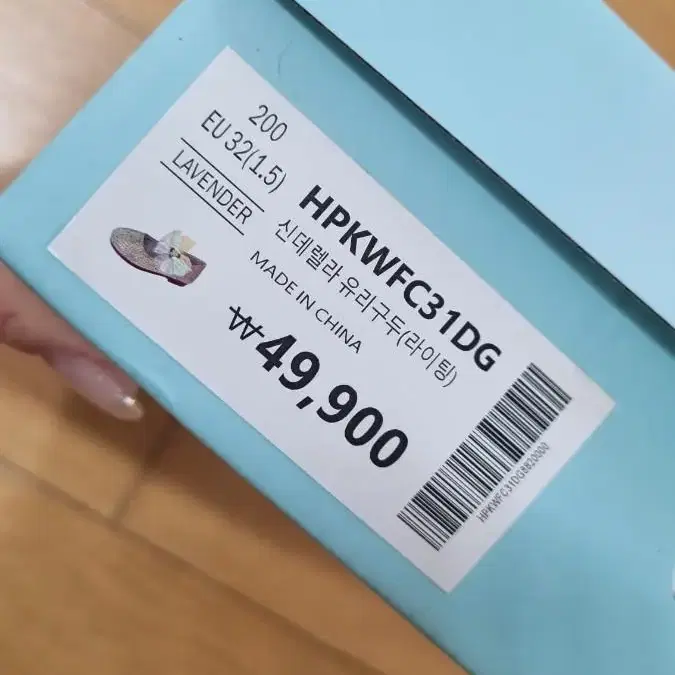 200
EU 32(1.5)
LAVENDER
HPKWFC31DG
신데렐라 유리구두(라이팅)
MADE IN CHINA
₩49,900